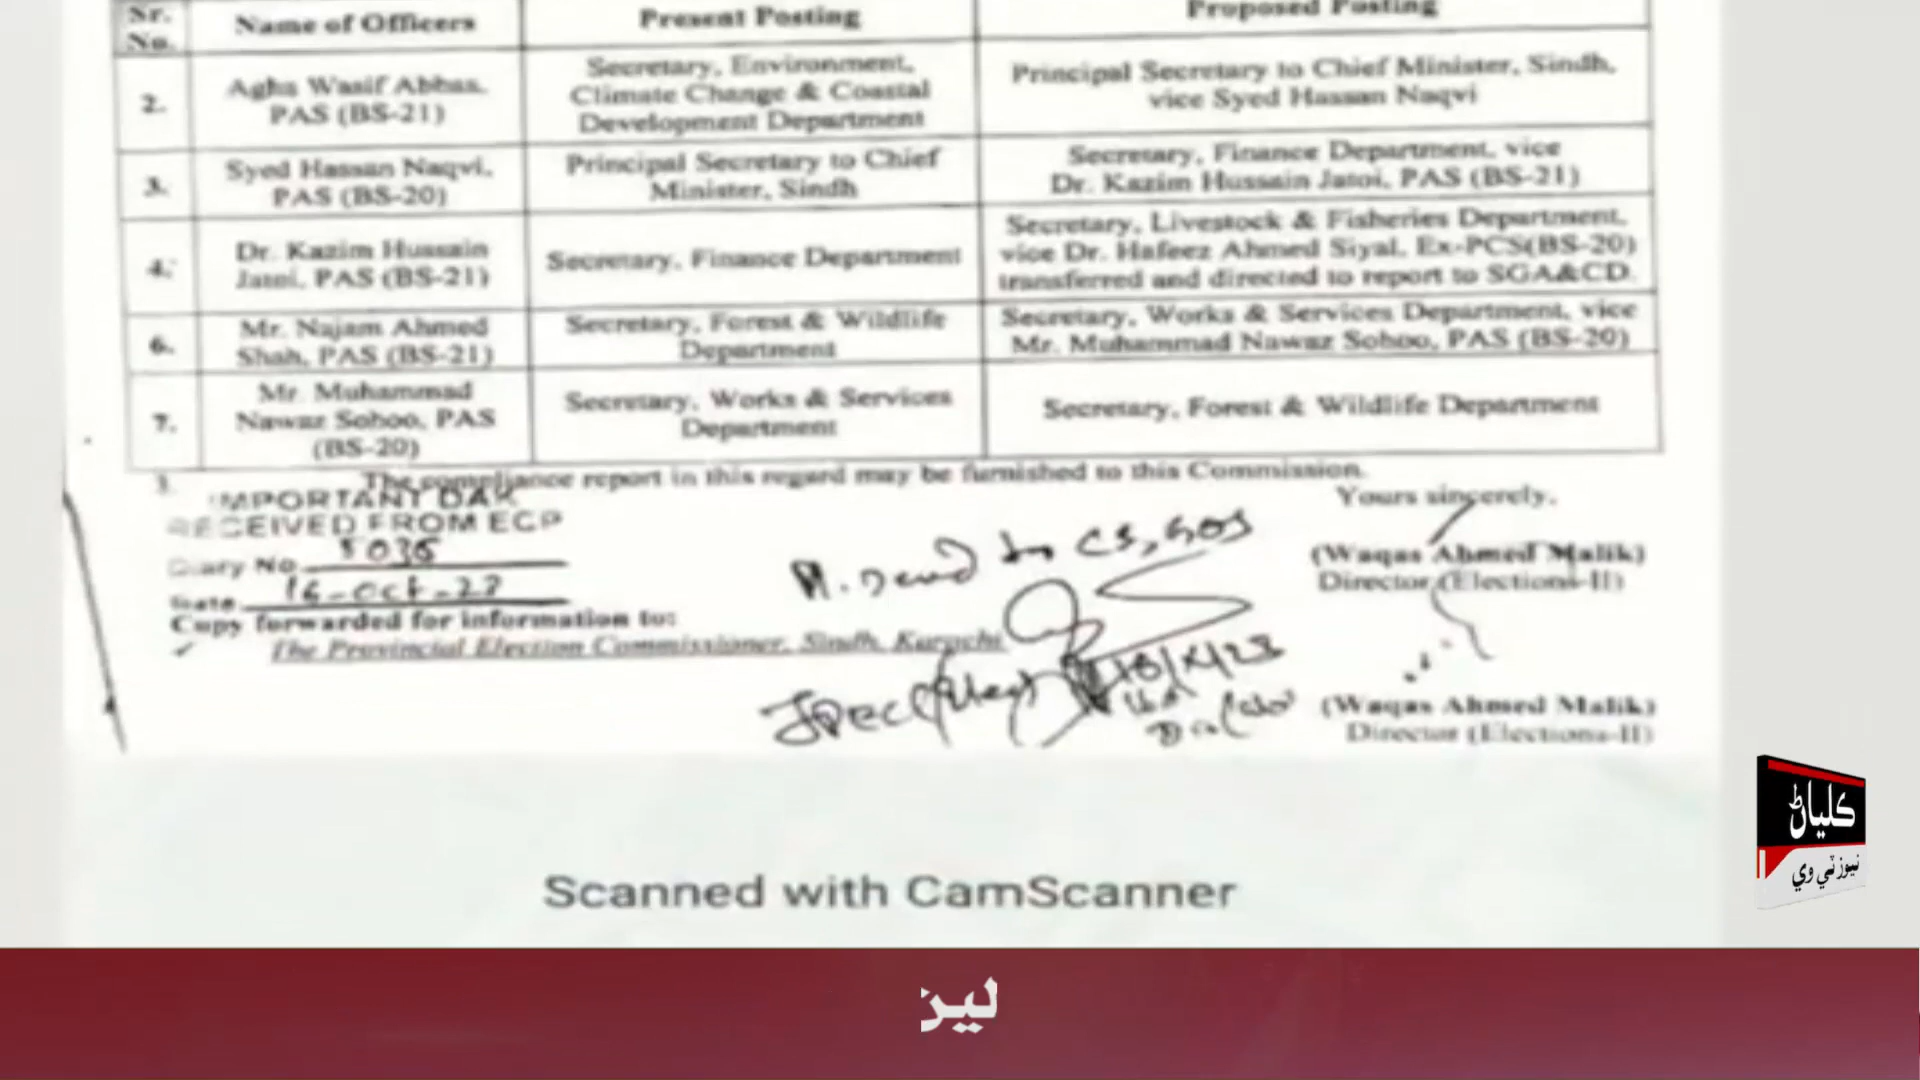 Sr. No.
Name of Officers
Present Posting
Proposed Posting
2.
Agha Wasif Abbas,
PAS (BS-21)
Secretary, Environment,
Climate Change & Coastal
Development Department
Principal Secretary to Chief Minister, Sindh,
vice Syed Hassan Naqvi
3.
Syed Hassan Naqvi,
PAS (BS-20)
Principal Secretary to Chief
Minister, Sindh
Secretary, Finance Department, vice
Dr. Kazim Hussain Jatoi, PAS (BS-21)
4.
Dr. Kazim Hussain
Jatoi, PAS (BS-21)
Secretary, Finance Department
Secretary, Livestock & Fisheries Department,
vice Dr. Hafeez Ahmed Siyal, Ex-PCS(BS-20)
transferred and directed to report to SGA&CD.
6.
Mr. Najam Ahmed
Shah, PAS (BS-21)
Secretary, Forest & Wildlife
Department
Secretary, Works & Services Department, vice
Mr. Muhammad Nawaz Sohoo, PAS (BS-20)
7.
Mr. Muhammad
Nawaz Sohoo, PAS
(BS-20)
Secretary, Works & Services
Department
Secretary, Forest & Wildlife Department
The compliance report in this regard may be furnished to this Commission.
Yours sincerely,
IMPORTANT DAK
RECEIVED FROM ECP
Diary No.
Date 16-Oct-23
(Waqas Ahmed Malik)
Director (Elections-II)
Copy forwarded for information to:
The Provincial Election Commissioner, Sindh, Karachi.
(Waqas Ahmed Malik)
Director (Elections-II)
Scanned with CamScanner
ڪلياڻ
نيوز ٽي وي
ليز